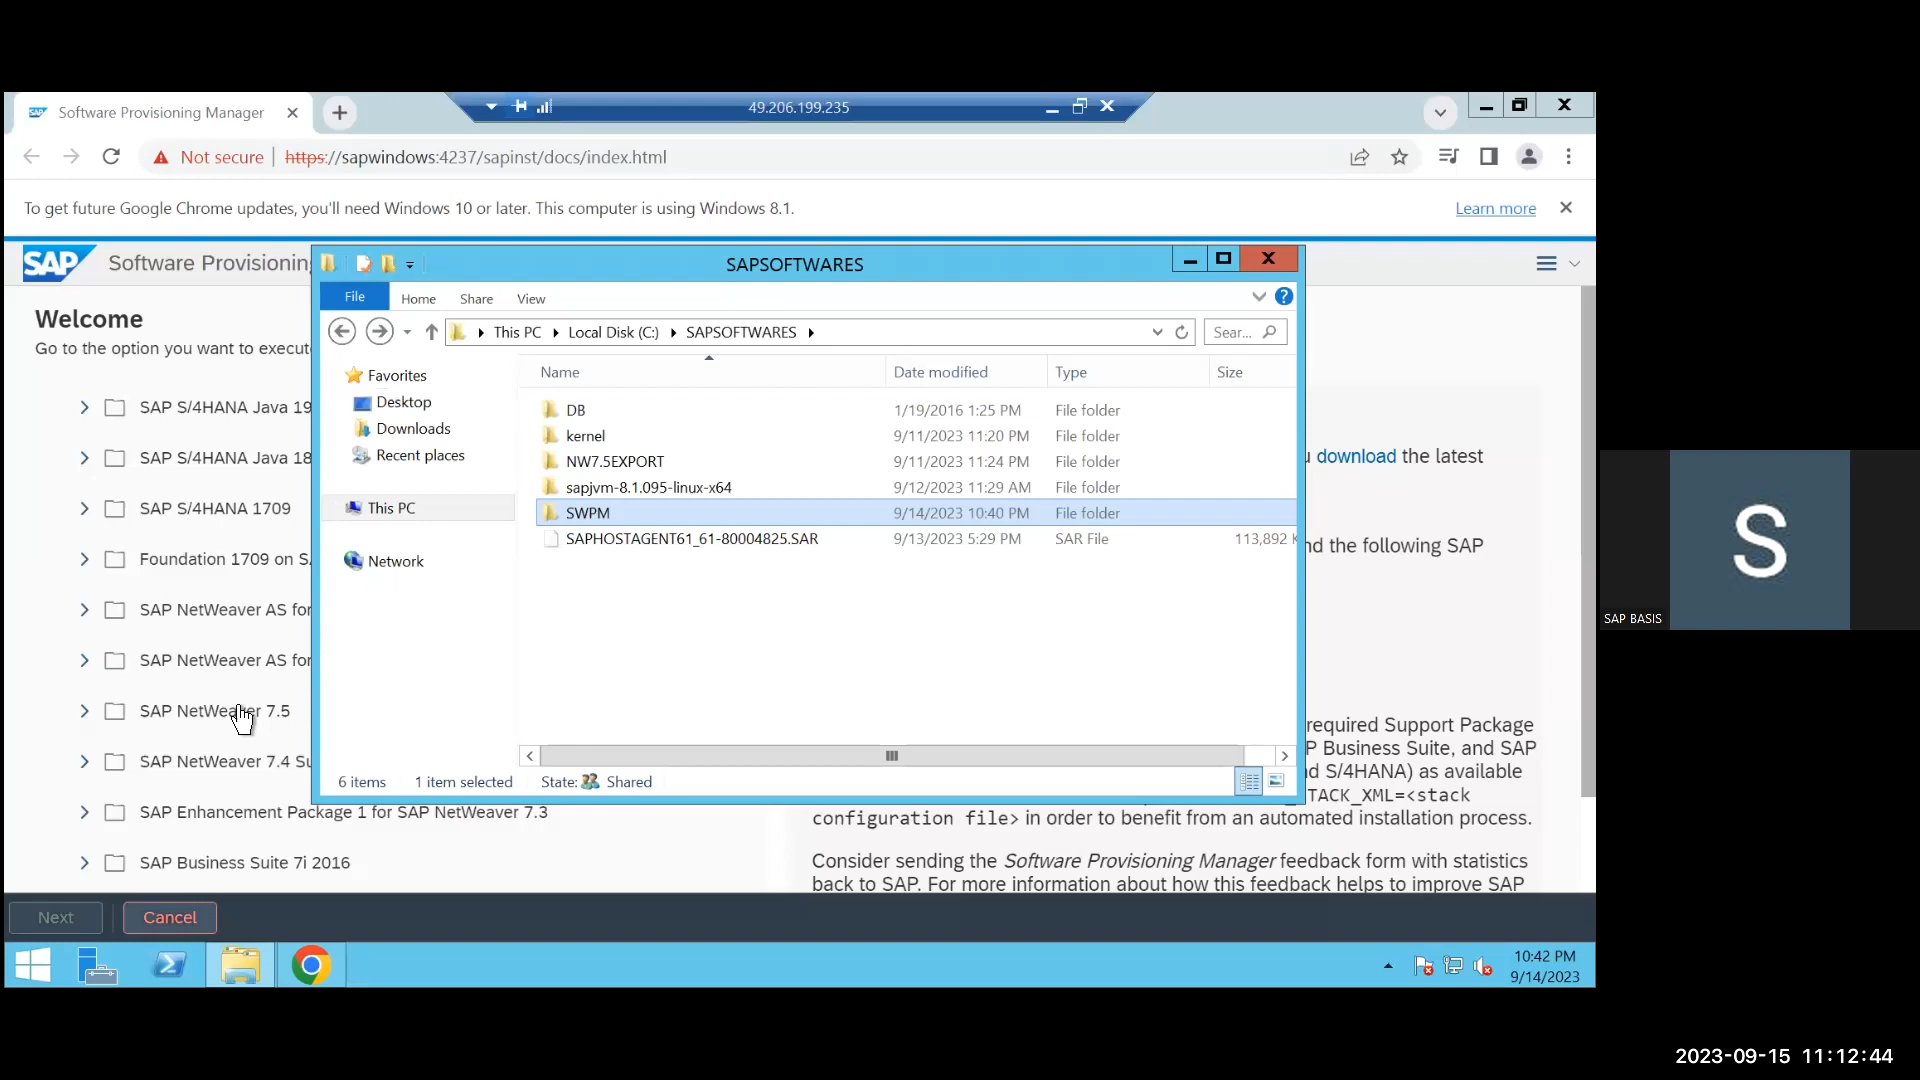 Software Provisioning Manager
49.206.199.235
Not secure
https://sapwindows:4237/sapinst/docs/index.html
To get future Google Chrome updates, you'll need Windows 10 or later. This computer is using Windows 8.1.
Learn more
SAP
Software Provisionin
Welcome
Go to the option you want to execut
SAP S/4HANA Java 19
SAP S/4HANA Java 18
SAP S/4HANA 1709
Foundation 1709 on S
SAP NetWeaver AS for
SAP NetWeaver AS for
SAP NetWeaver 7.5
SAP NetWeaver 7.4 Su
SAP Enhancement Package 1 for SAP NetWeaver 7.3
SAP Business Suite 7i 2016
SAPSOFTWARES
File
Home
Share
View
This PC
Local Disk (C:)
SAPSOFTWARES
Sear...
Favorites
Desktop
Downloads
Recent places
This PC
Network
Name Date modified Type Size
DB 1/19/2016 1:25 PM File folder
kernel 9/11/2023 11:20 PM File folder
NW7.5EXPORT 9/11/2023 11:24 PM File folder
sapjvm-8.1.095-linux-x64 9/12/2023 11:29 AM File folder
SWPM 9/14/2023 10:40 PM File folder
SAPHOSTAGENT61_61-80004825.SAR 9/13/2023 5:29 PM SAR File 113,892 K
6 items 1 item selected State: Shared
u download the latest
nd the following SAP
required Support Package
P Business Suite, and SAP
d S/4HANA) as available
_TACK_XML=<stack
configuration file> in order to benefit from an automated installation process.
Consider sending the Software Provisioning Manager feedback form with statistics
back to SAP. For more information about how this feedback helps to improve SAP
Next
Cancel
10:42 PM
9/14/2023
S
SAP BASIS
2023-09-15 11:12:44